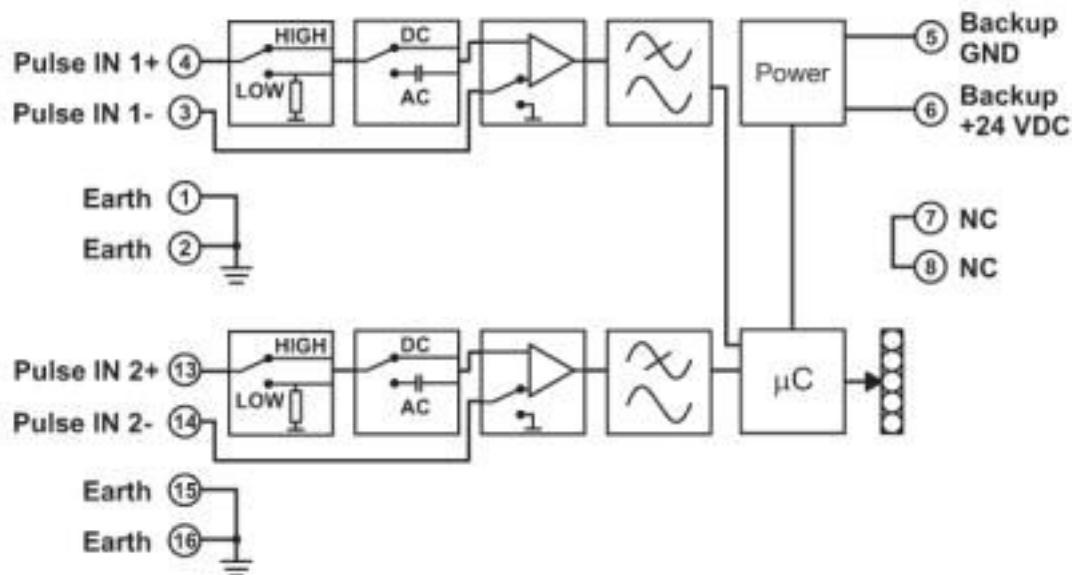 Pulse IN 1+ 4
HIGH
LOW
DC
AC
Power
5 Backup
GND
6 Backup
+24 VDC
Pulse IN 1- 3
Earth 1
Earth 2
7 NC
8 NC
Pulse IN 2+ 13
HIGH
LOW
DC
AC
µC
Pulse IN 2- 14
Earth 15
Earth 16